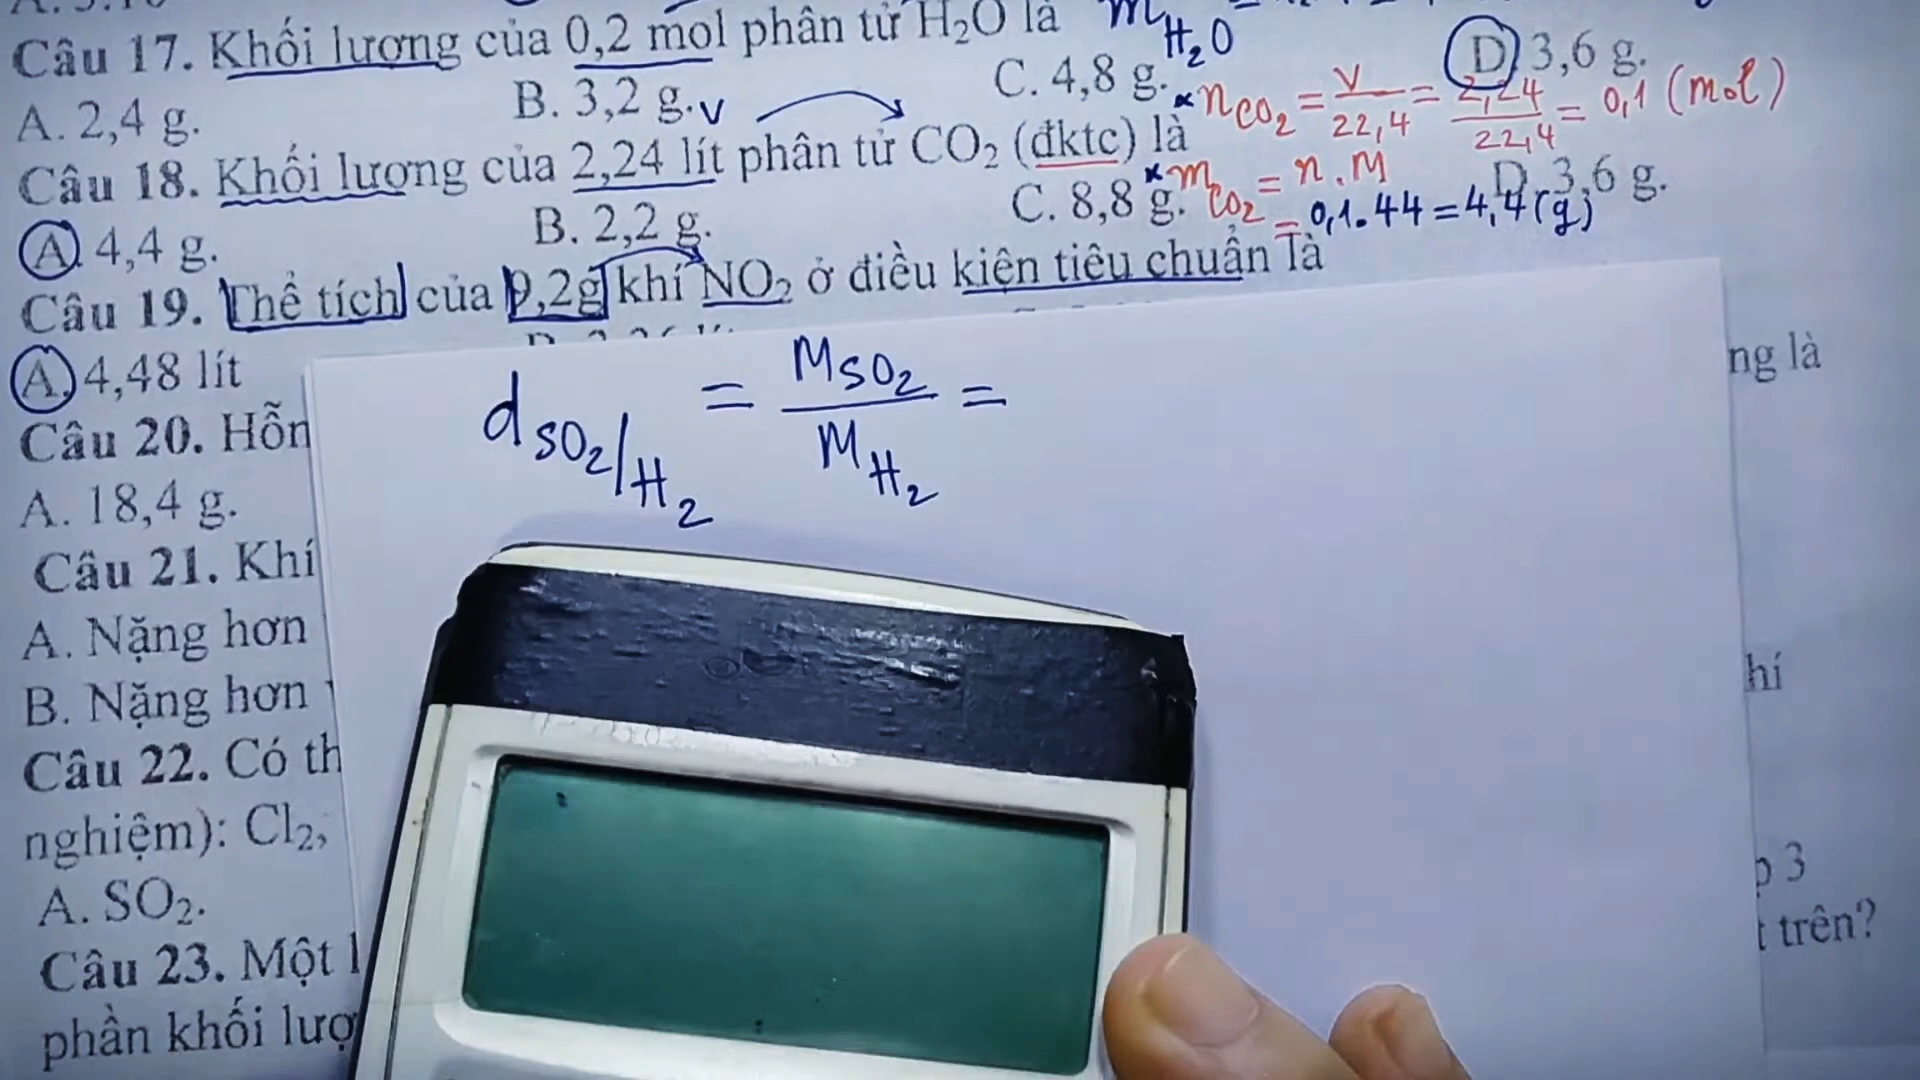 Câu 17. Khối lượng của 0,2 mol phân tử H₂O là m H₂O
A. 2,4 g. B. 3,2 g. C. 4,8 g. D. 3,6 g.
* nCO₂ = V/22,4 = 2,24/22,4 = 0,1 (mol)
V
Câu 18. Khối lượng của 2,24 lít phân tử CO₂ (đktc) là
* mCO₂ = n.M
= 0,1.44 = 4,4 (g)
A. 4,4 g. B. 2,2 g. C. 8,8 g. D. 3,6 g.
Câu 19. Thể tích của 9,2g khí NO₂ ở điều kiện tiêu chuẩn là
A. 4,48 lít
Câu 20. Hỗn
ng là
A. 18,4 g.
Câu 21. Khí
A. Nặng hơn
B. Nặng hơn
hí
Câu 22. Có th
nghiệm): Cl₂,
3
A. SO₂.
trên?
Câu 23. Một l
phần khối lượ
d SO₂/H₂ = M SO₂ / M H₂ =